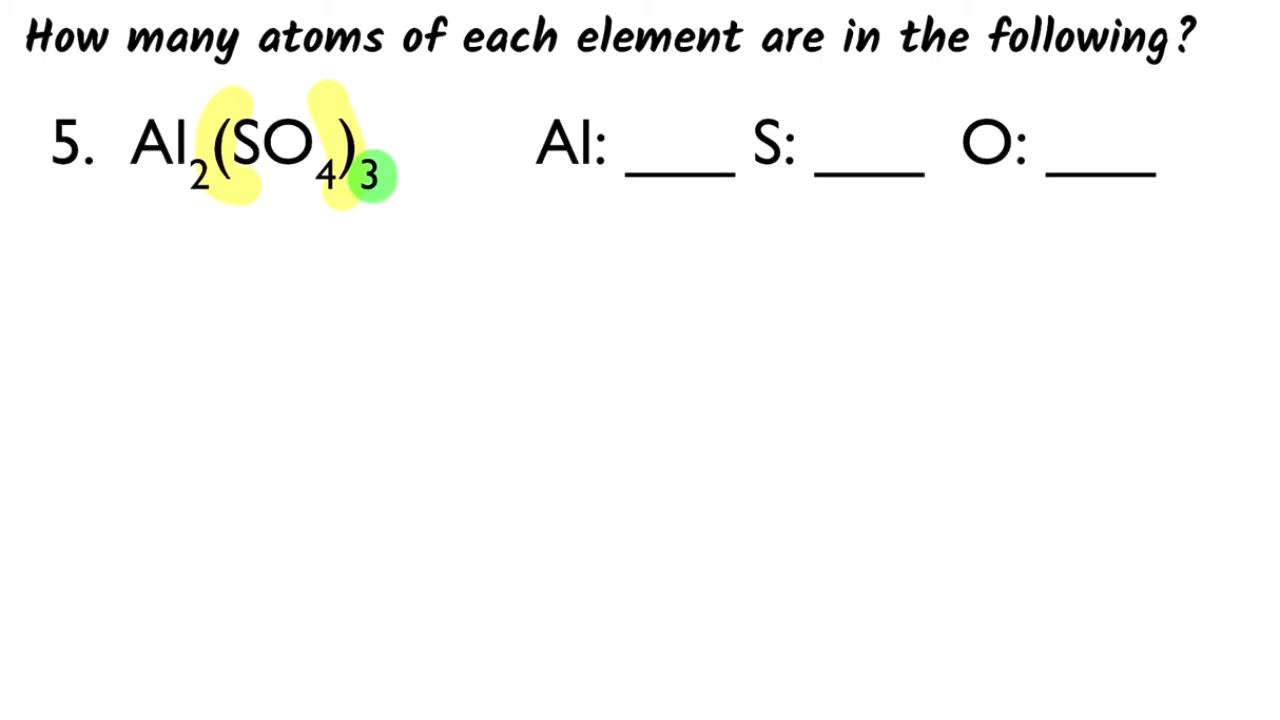 How many atoms of each element are in the following?
5. Al₂(SO₄)₃ Al: ____ S: ____ O: ____